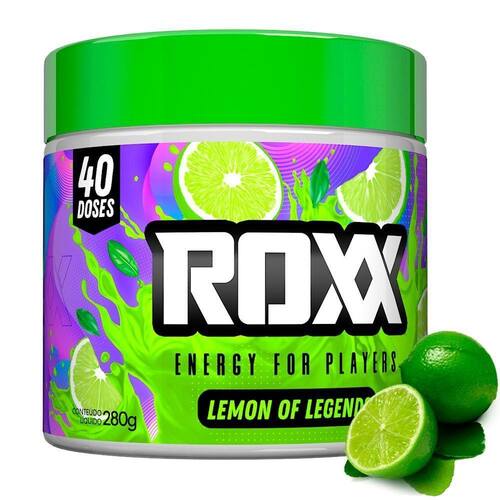 40
DOSES
ROXX
ENERGY FOR PLAYERS
LEMON OF LEGENDS
CONTEÚDO
LÍQUIDO 280g